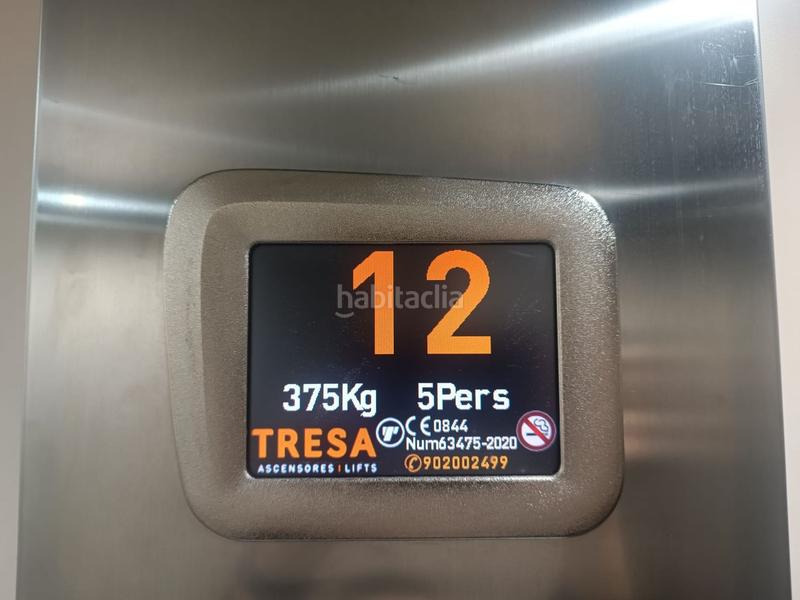 12
habitaclia
375Kg 5Pers
TRESA
ASCENSORES | LIFTS
CE 0844
Num63475-2020
902002499